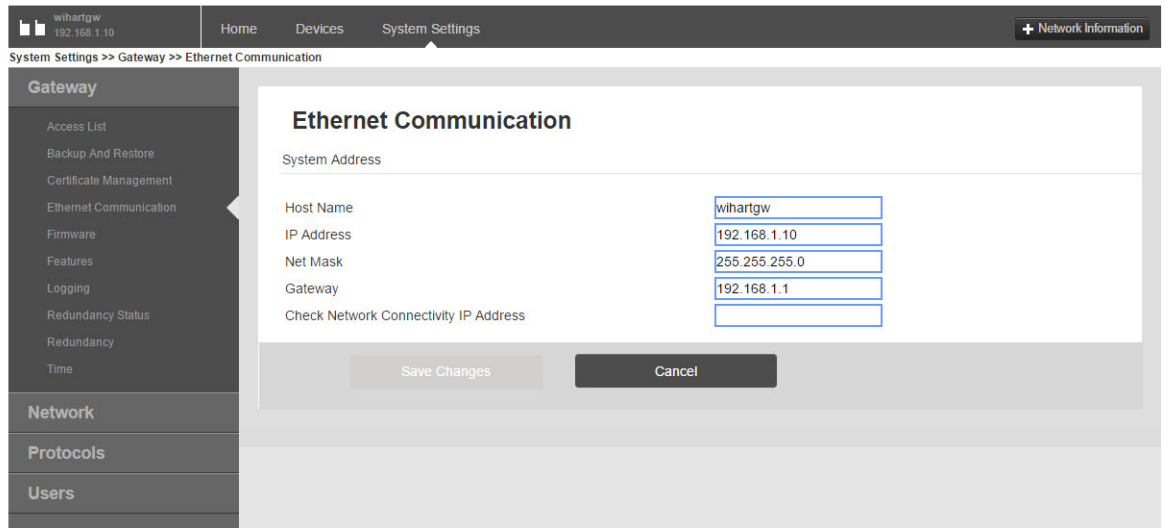 wihartgw
192.168.1.10
Home Devices System Settings
Network Information
System Settings >> Gateway >> Ethernet Communication
Gateway
Access List
Backup And Restore
Certificate Management
Ethernet Communication
Firmware
Features
Logging
Redundancy Status
Redundancy
Time
Network
Protocols
Users
Ethernet Communication
System Address
Host Name wihartgw
IP Address 192.168.1.10
Net Mask 255.255.255.0
Gateway 192.168.1.1
Check Network Connectivity IP Address
Save Changes Cancel